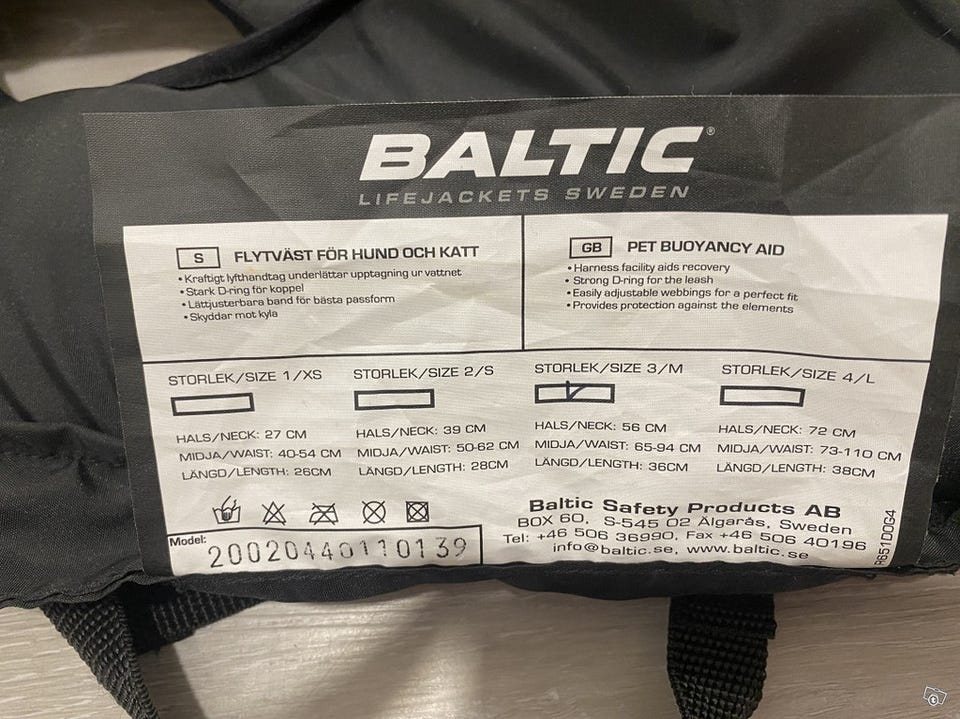 BALTIC®
LIFEJACKETS SWEDEN
S FLYTVÄST FÖR HUND OCH KATT
• Kraftigt lyfthandtag underlättar upptagning ur vattnet
• Stark D-ring för koppel
• Lättjusterbara band för bästa passform
• Skyddar mot kyla
GB PET BUOYANCY AID
• Harness facility aids recovery
• Strong D-ring for the leash
• Easily adjustable webbings for a perfect fit
• Provides protection against the elements
STORLEK/SIZE 1/XS
HALS/NECK: 27 CM
MIDJA/WAIST: 40-54 CM
LÄNGD/LENGTH: 26CM
STORLEK/SIZE 2/S
HALS/NECK: 39 CM
MIDJA/WAIST: 50-62 CM
LÄNGD/LENGTH: 28CM
STORLEK/SIZE 3/M
HALS/NECK: 56 CM
MIDJA/WAIST: 65-94 CM
LÄNGD/LENGTH: 36CM
STORLEK/SIZE 4/L
HALS/NECK: 72 CM
MIDJA/WAIST: 73-110 CM
LÄNGD/LENGTH: 38CM
Model: 20020440110139
Baltic Safety Products AB
BOX 60, S-545 02 Älgarås, Sweden
Tel: +46 506 36990, Fax +46 506 40196
info@baltic.se, www.baltic.se
R651D0G4